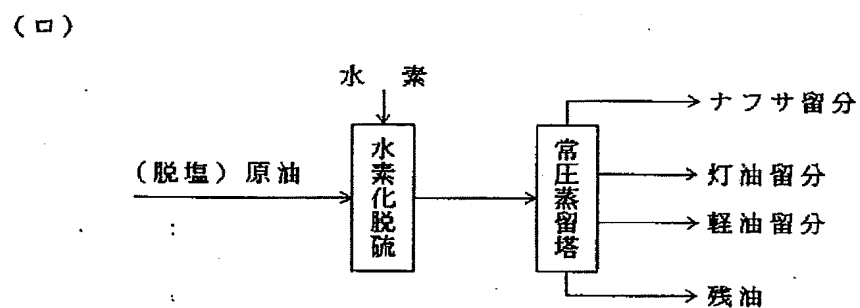 (ロ)
水素
ナフサ留分
(脱塩)原油
水素化脱硫
常圧蒸留塔
灯油留分
軽油留分
残油